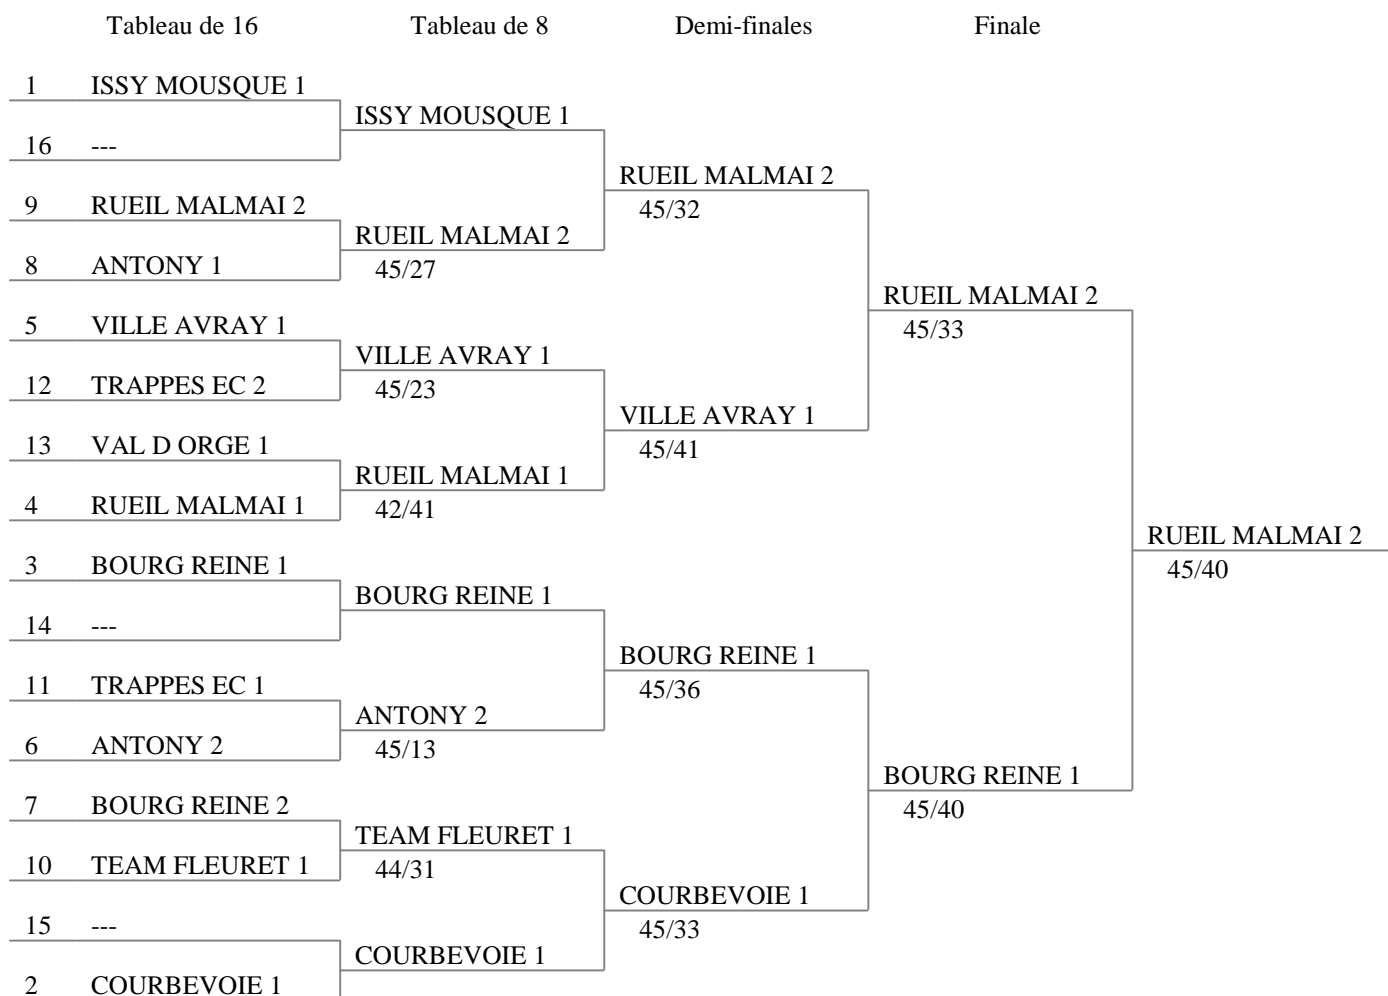 Tableau de 16 Tableau de 8 Demi-finales Finale
1 ISSY MOUSQUE 1
ISSY MOUSQUE 1
16 ---
RUEIL MALMAI 2
9 RUEIL MALMAI 2
45/32
RUEIL MALMAI 2
8 ANTONY 1
45/27
RUEIL MALMAI 2
5 VILLE AVRAY 1
45/33
VILLE AVRAY 1
12 TRAPPES EC 2
45/23
VILLE AVRAY 1
13 VAL D ORGE 1
45/41
RUEIL MALMAI 1
4 RUEIL MALMAI 1
42/41
RUEIL MALMAI 2
3 BOURG REINE 1
45/40
BOURG REINE 1
14 ---
BOURG REINE 1
11 TRAPPES EC 1
45/36
ANTONY 2
6 ANTONY 2
45/13
BOURG REINE 1
7 BOURG REINE 2
45/40
TEAM FLEURET 1
10 TEAM FLEURET 1
44/31
COURBEVOIE 1
15 ---
45/33
COURBEVOIE 1
2 COURBEVOIE 1